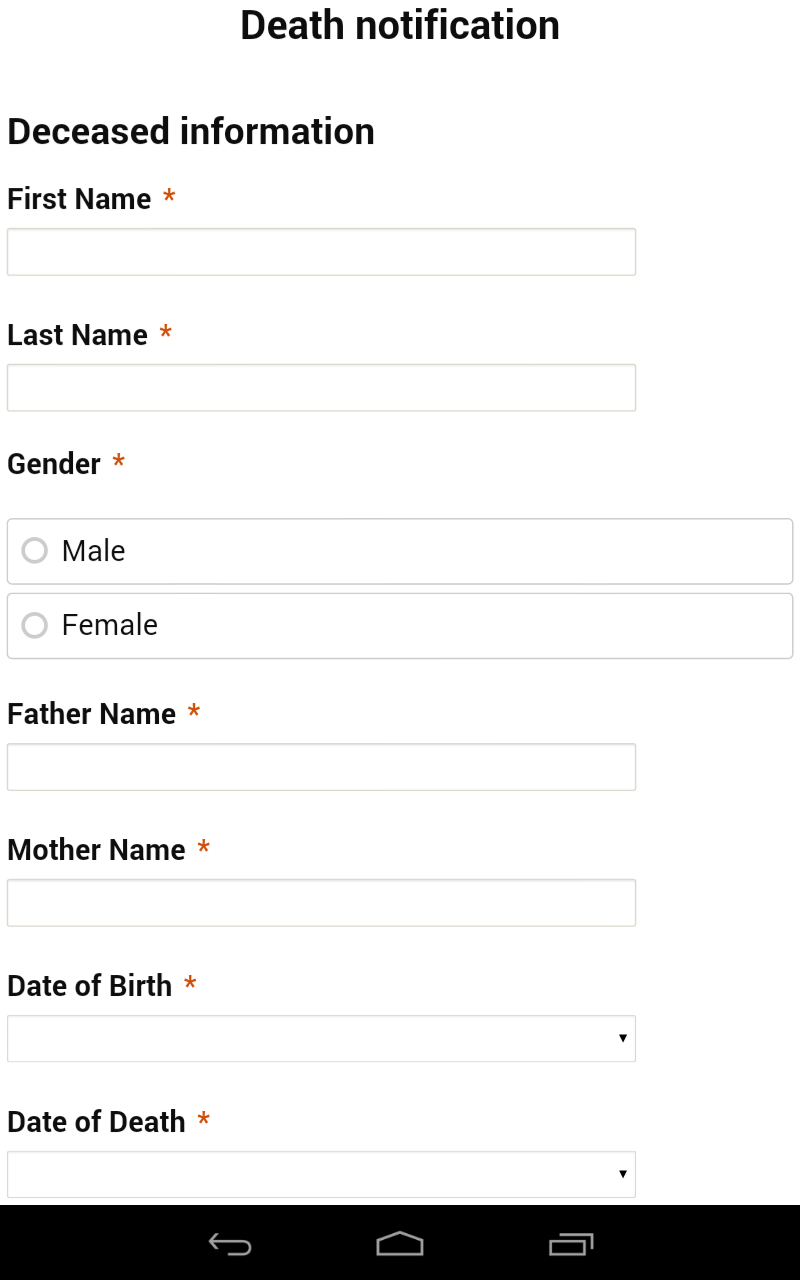 Death notification
Deceased information
First Name *
Last Name *
Gender *
Male
Female
Father Name *
Mother Name *
Date of Birth *
Date of Death *